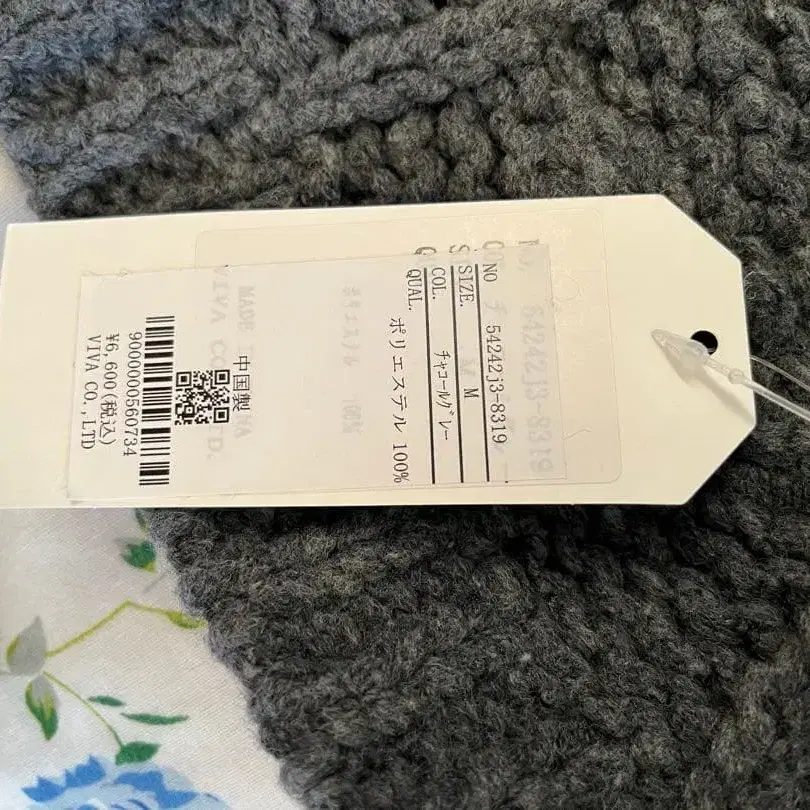 NO 54242j3-8319
SIZE. M
COL. チャコールグレー
QUAL.
ポリエステル 100%
中国製
9000000560734
¥6,600(税込)
VIVA CO.,LTD